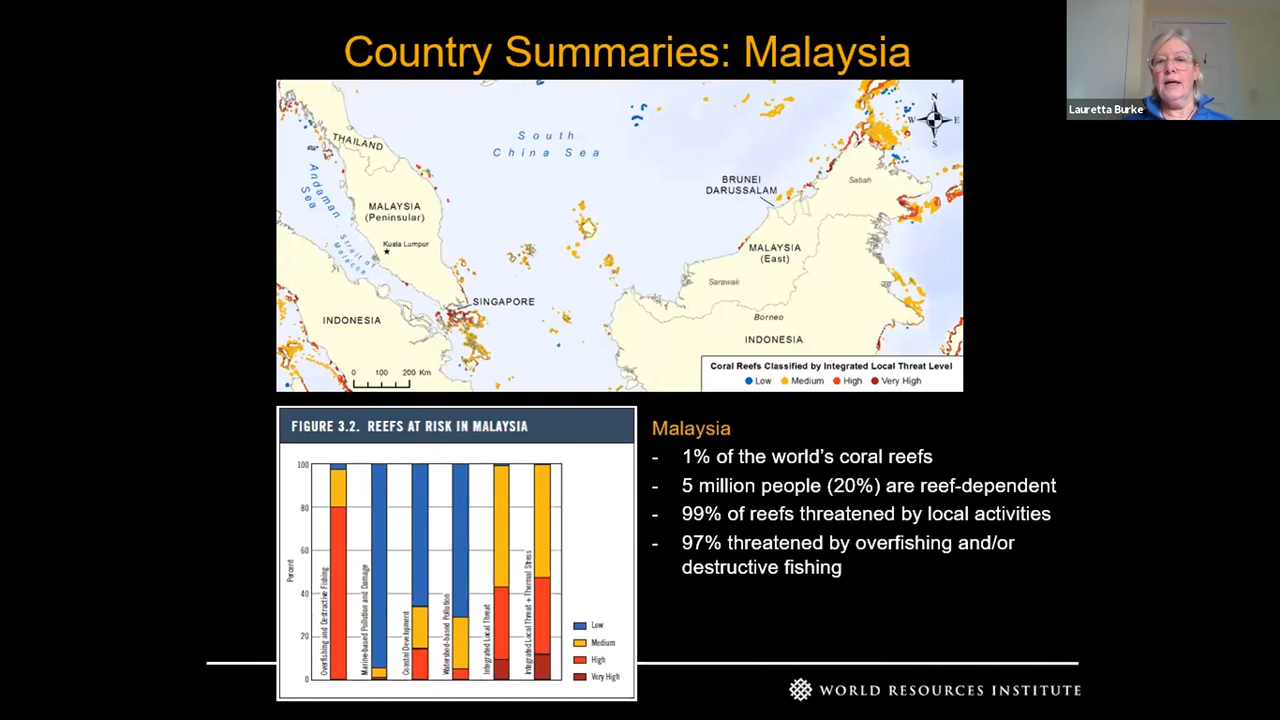 Country Summaries: Malaysia
Lauretta Burke
THAILAND
South
China Sea
N
W
E
S
Andaman
Sea
MALAYSIA
(Peninsular)
Kuala Lumpur
Strait of
Malacca
BRUNEI
DARUSSALAM
Sabah
MALAYSIA
(East)
Sarawak
SINGAPORE
INDONESIA
Borneo
INDONESIA
0 100 200 Km
Coral Reefs Classified by Integrated Local Threat Level
Low Medium High Very High
FIGURE 3.2. REEFS AT RISK IN MALAYSIA
100
80
60
40
20
0
Percent
Overfishing and Destructive Fishing
Marine-based Pollution and Damage
Coastal Development
Watershed-based Pollution
Integrated Local Threat
Integrated Local Threat + Thermal Stress
Low
Medium
High
Very High
Malaysia
- 1% of the world's coral reefs
- 5 million people (20%) are reef-dependent
- 99% of reefs threatened by local activities
- 97% threatened by overfishing and/or
destructive fishing
WORLD RESOURCES INSTITUTE